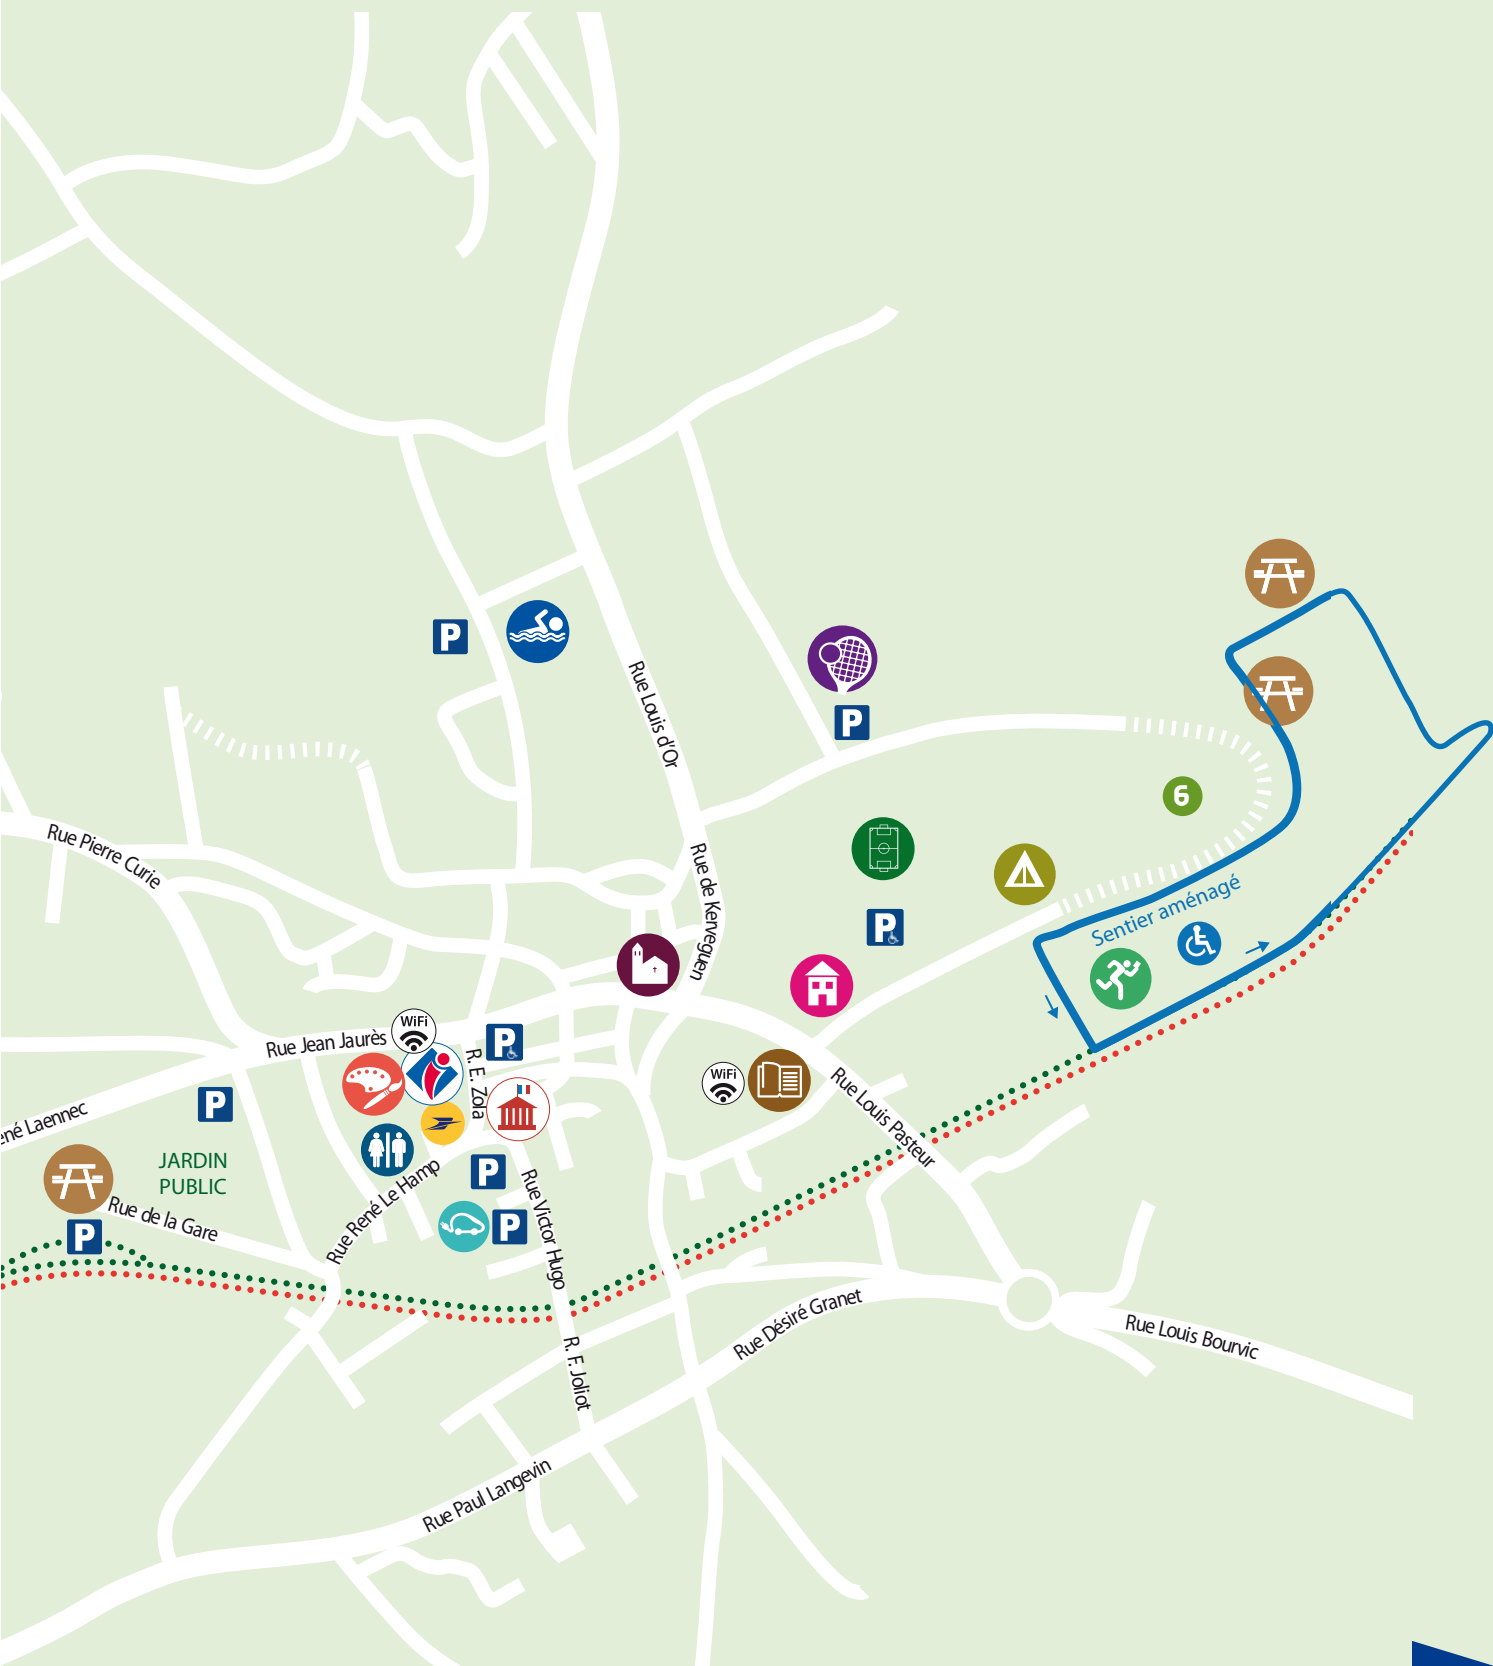 P
Rue Louis d'Or
P
6
Rue Pierre Curie
Rue de Kerveguen
Sentier aménagé
P
WiFi
Rue Jean Jaurès
P
R. E. Zola
WiFi
Rue Louis Pasteur
P
ené Laennec
JARDIN
PUBLIC
P
Rue René Le Hamp
Rue Victor Hugo
Rue de la Gare
P
P
Rue Désiré Granet
Rue Louis Bourvic
R. F. Joliot
Rue Paul Langevin